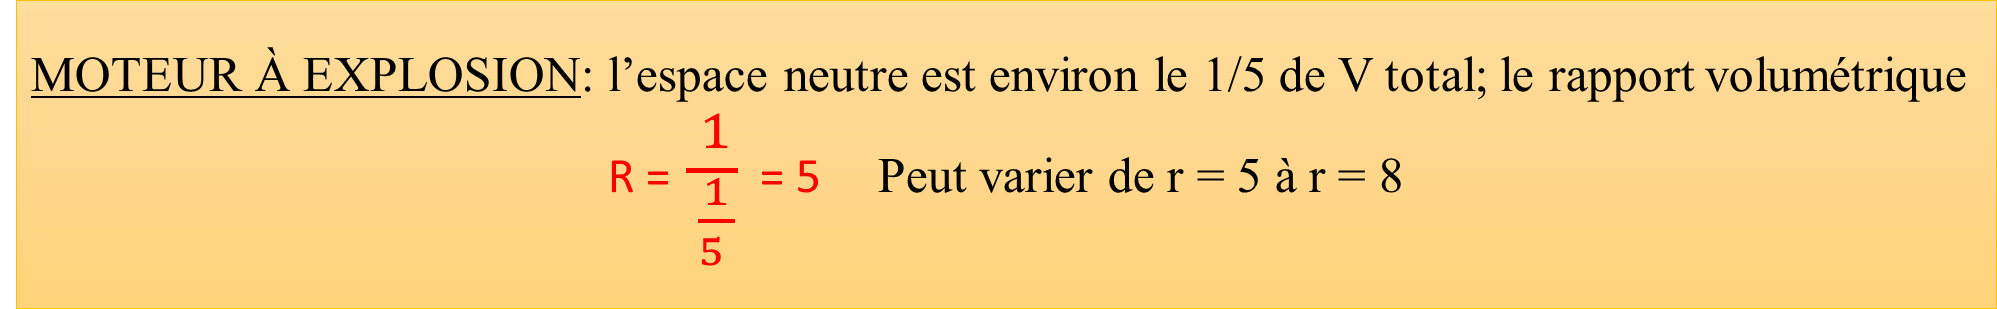 MOTEUR À EXPLOSION: l’espace neutre est environ le 1/5 de V total; le rapport volumétrique
R = 1/(1/5) = 5 Peut varier de r = 5 à r = 8